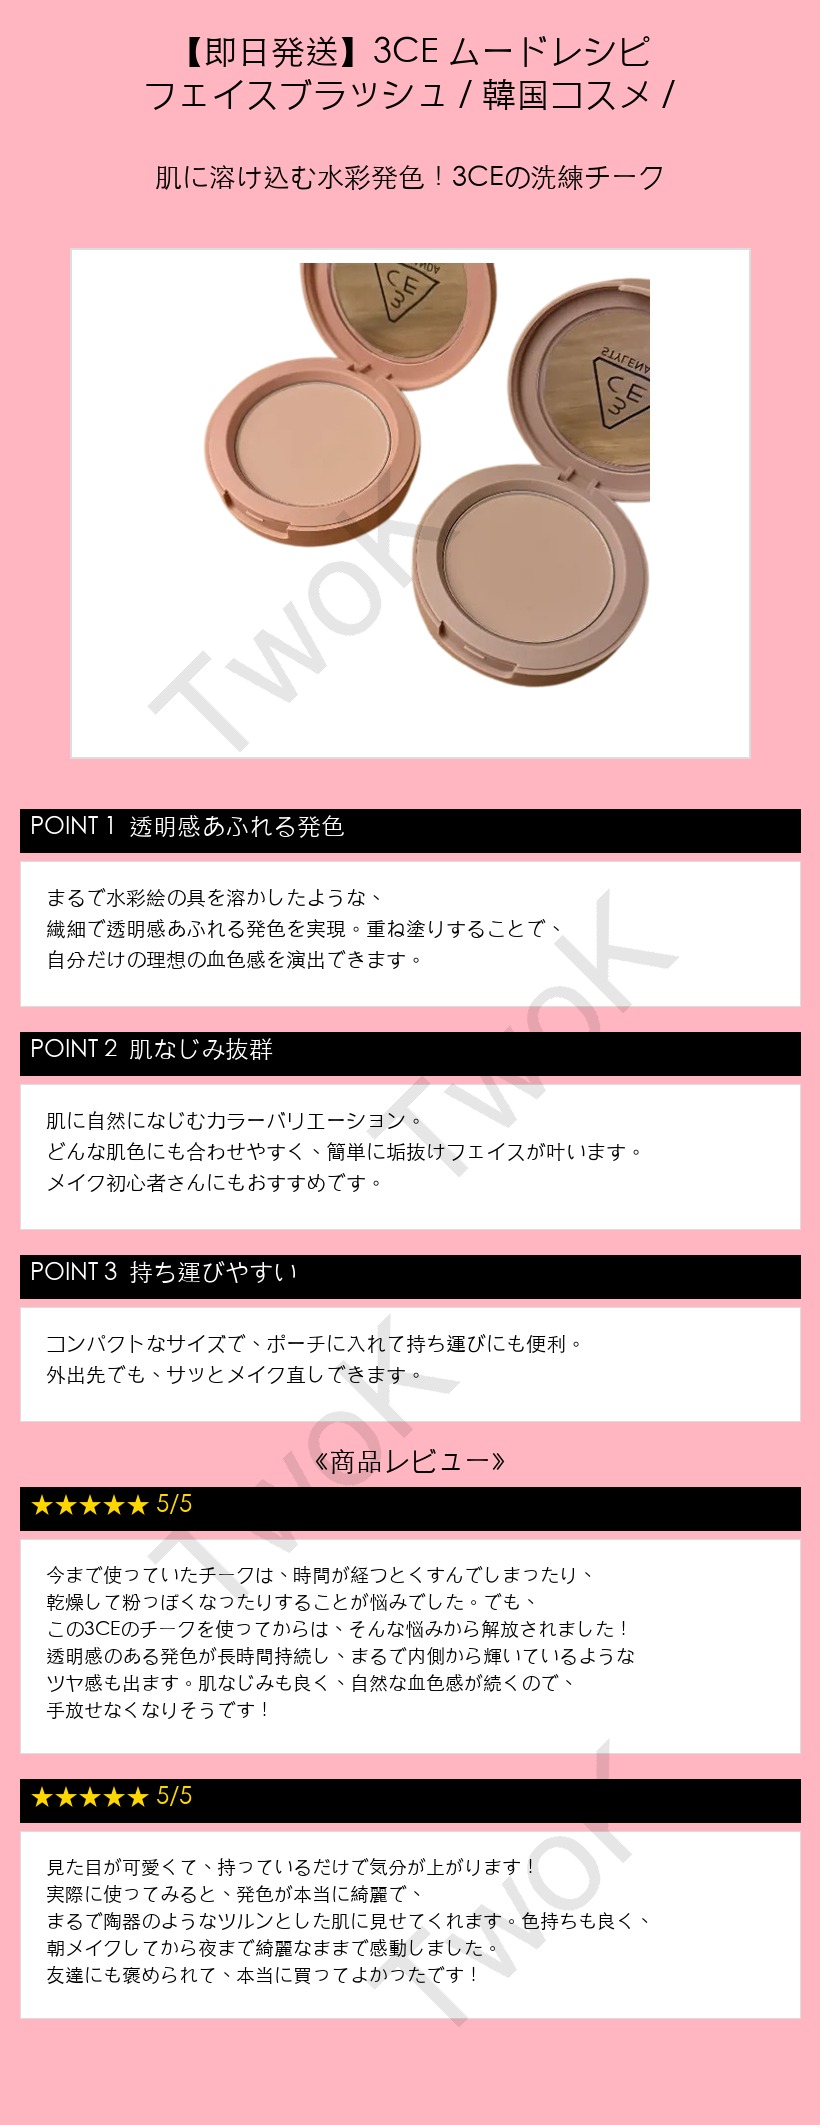 【即日発送】3CE ムードレシピ
フェイスブラッシュ / 韓国コスメ /
肌に溶け込む水彩発色！3CEの洗練チーク
3CE
3CE
STYLENA
TwoK
POINT 1 透明感あふれる発色
まるで水彩絵の具を溶かしたような、
繊細で透明感あふれる発色を実現。重ね塗りすることで、
自分だけの理想の血色感を演出できます。
TwoK
POINT 2 肌なじみ抜群
肌に自然になじむカラーバリエーション。
どんな肌色にも合わせやすく、簡単に垢抜けフェイスが叶います。
メイク初心者さんにもおすすめです。
POINT 3 持ち運びやすい
コンパクトなサイズで、ポーチに入れて持ち運びにも便利。
外出先でも、サッとメイク直しできます。
TwoK
《商品レビュー》
★★★★★ 5/5
今まで使っていたチークは、時間が経つとくすんでしまったり、
乾燥して粉っぽくなったりすることが悩みでした。でも、
この3CEのチークを使ってからは、そんな悩みから解放されました！
透明感のある発色が長時間持続し、まるで内側から輝いているような
ツヤ感も出ます。肌なじみも良く、自然な血色感が続くので、
手放せなくなりそうです！
★★★★★ 5/5
見た目が可愛くて、持っているだけで気分が上がります！
実際に使ってみると、発色が本当に綺麗で、
まるで陶器のようなツルンとした肌に見せてくれます。色持ちも良く、
朝メイクしてから夜まで綺麗なままで感動しました。
友達にも褒められて、本当に買ってよかったです！
TwoK